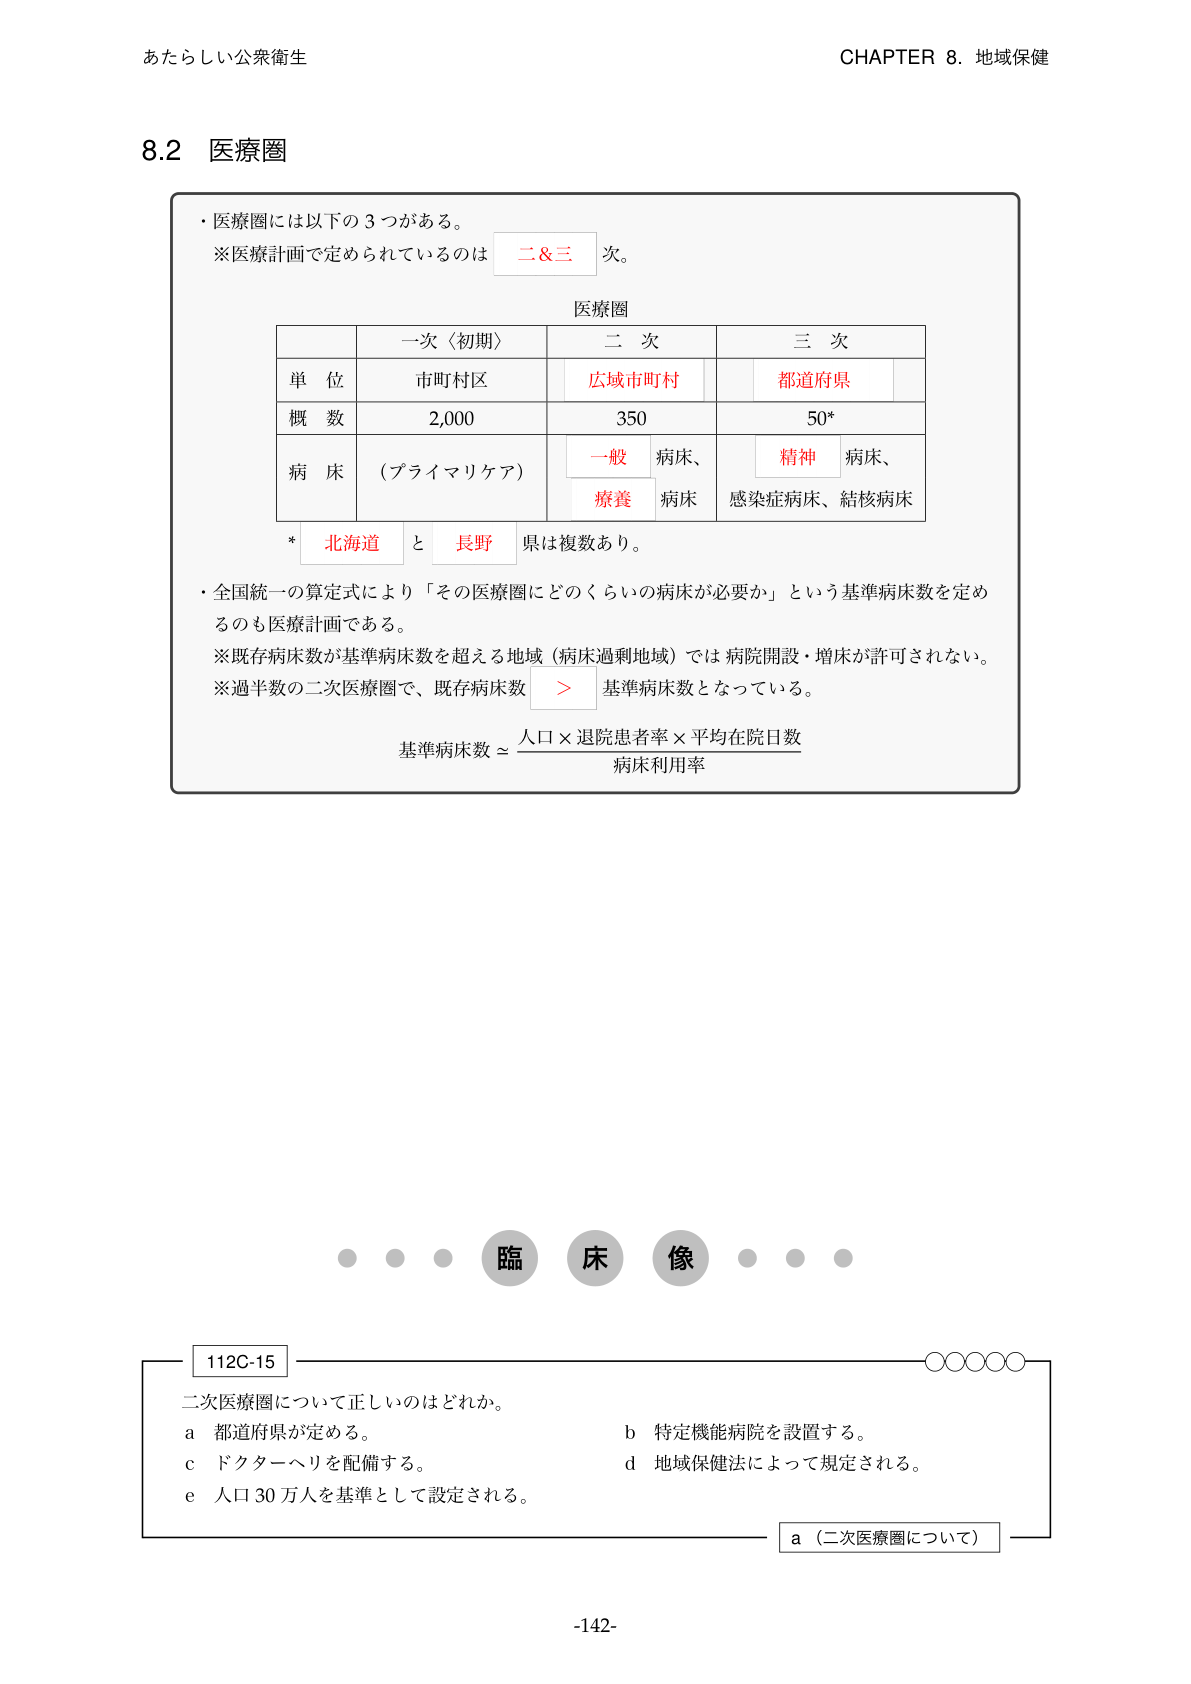 あたらしい公衆衛生 CHAPTER 8. 地域保健
8.2 医療圏
・医療圏には以下の 3 つがある。
※医療計画で定められているのは 二&三 次。
医療圏
一次〈初期〉 二 次 三 次
単 位 市町村区 広域市町村 都道府県
概 数 2,000 350 50*
病 床 （プライマリケア） 一般 病床、 療養 病床 精神 病床、 感染症病床、結核病床
* 北海道 と 長野 県は複数あり。
・全国統一の算定式により「その医療圏にどのくらいの病床が必要か」という基準病床数を定め
るのも医療計画である。
※既存病床数が基準病床数を超える地域（病床過剰地域）では 病院開設・増床が許可されない。
※過半数の二次医療圏で、既存病床数 ＞ 基準病床数となっている。
基準病床数 ≃ 人口 × 退院患者率 × 平均在院日数
病床利用率
臨 床 像
112C-15
二次医療圏について正しいのはどれか。
a 都道府県が定める。 b 特定機能病院を設置する。
c ドクターヘリを配備する。 d 地域保健法によって規定される。
e 人口 30 万人を基準として設定される。
a （二次医療圏について）
-142-